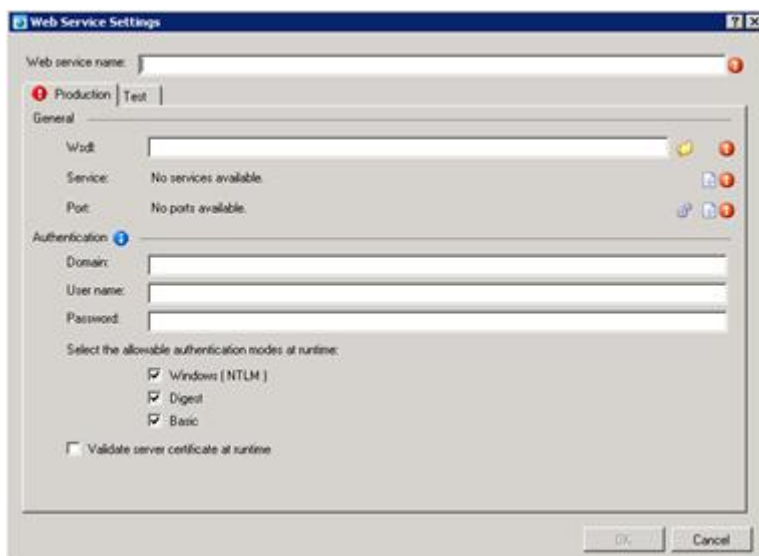 Web Service Settings
Web service name:
Production Test
General
Wsdl:
Service: No services available.
Port: No ports available.
Authentication
Domain:
User name:
Password:
Select the allowable authentication modes at runtime:
Windows ( NTLM )
Digest
Basic
Validate server certificate at runtime
OK Cancel